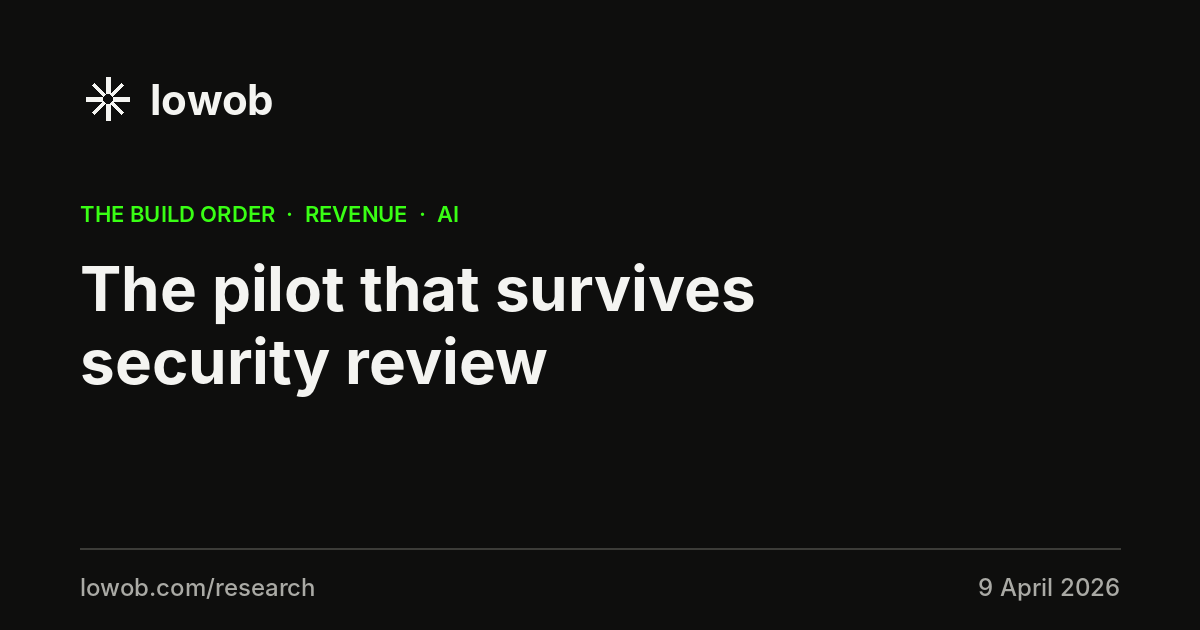 lowob
THE BUILD ORDER · REVENUE · AI
The pilot that survives
security review
lowob.com/research
9 April 2026